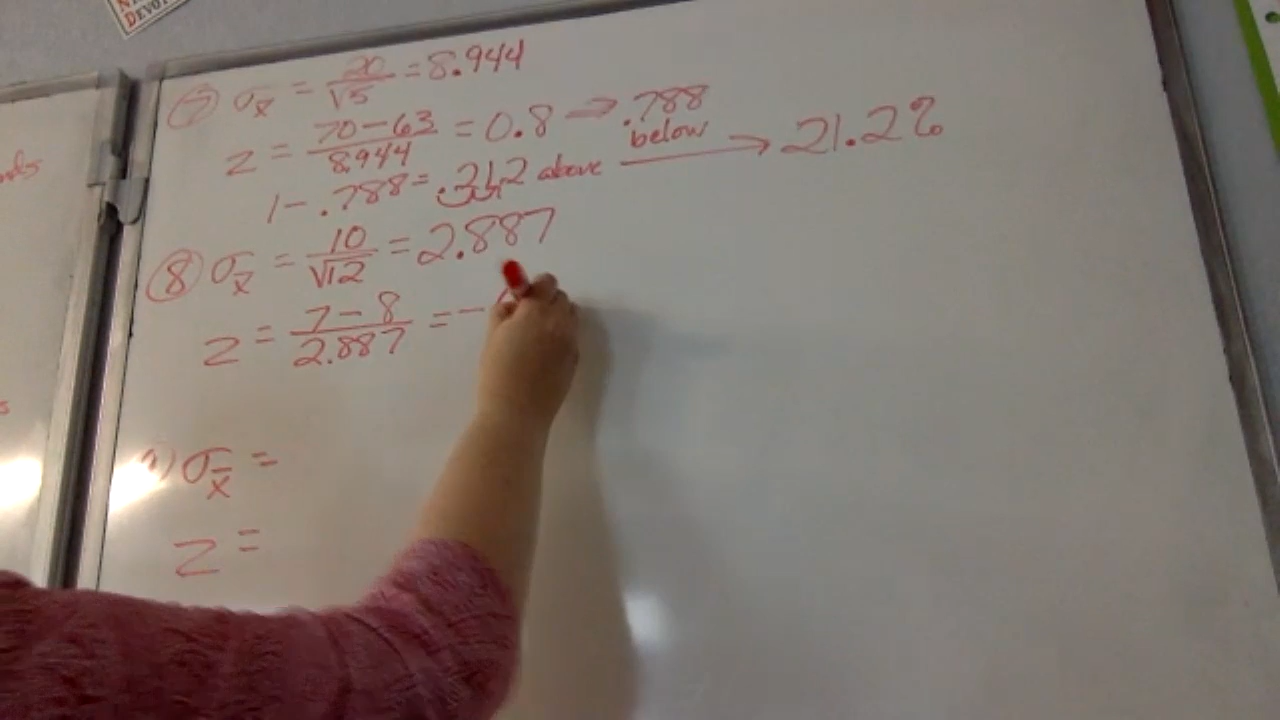 ⑦ σx̄ = 20/√5 = 8.944
z = 70 - 63/8.944 = 0.8 ⇒ .788 below
1 - .788 = .212 above → 21.2%
⑧ σx̄ = 10/√12 = 2.887
z = 7 - 8/2.887 = -
σx̄ =
z =